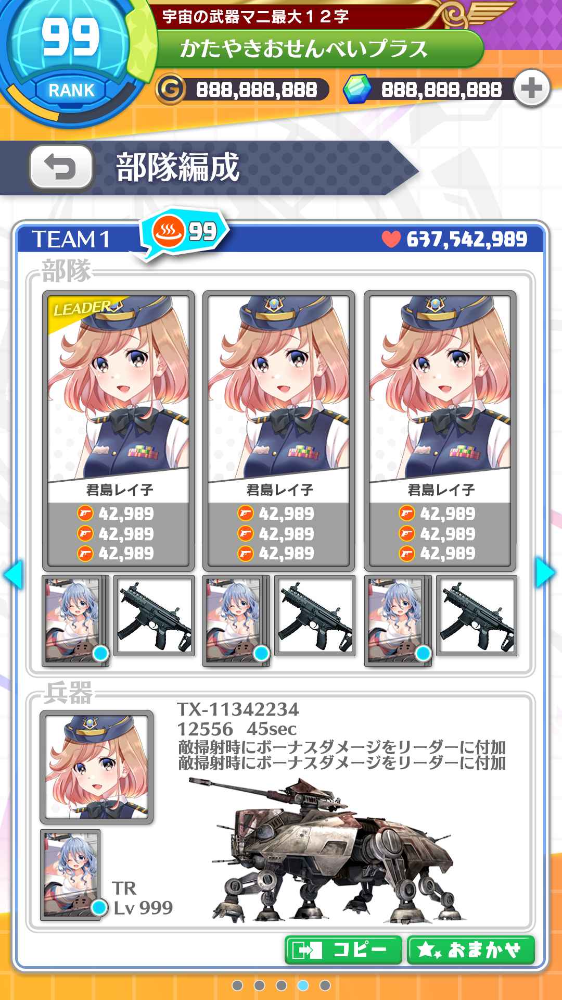 99
RANK
宇宙の武器マニ最大１２字
かたやきおせんべいプラス
G 888,888,888
888,888,888
部隊編成
TEAM 1
99
637,542,989
部隊
LEADER
君島レイ子
42,989
42,989
42,989
君島レイ子
42,989
42,989
42,989
君島レイ子
42,989
42,989
42,989
兵器
TX-11342234
12556 45sec
敵掃射時にボーナスダメージをリーダーに付加
敵掃射時にボーナスダメージをリーダーに付加
TR
Lv 999
コピー
おまかせ